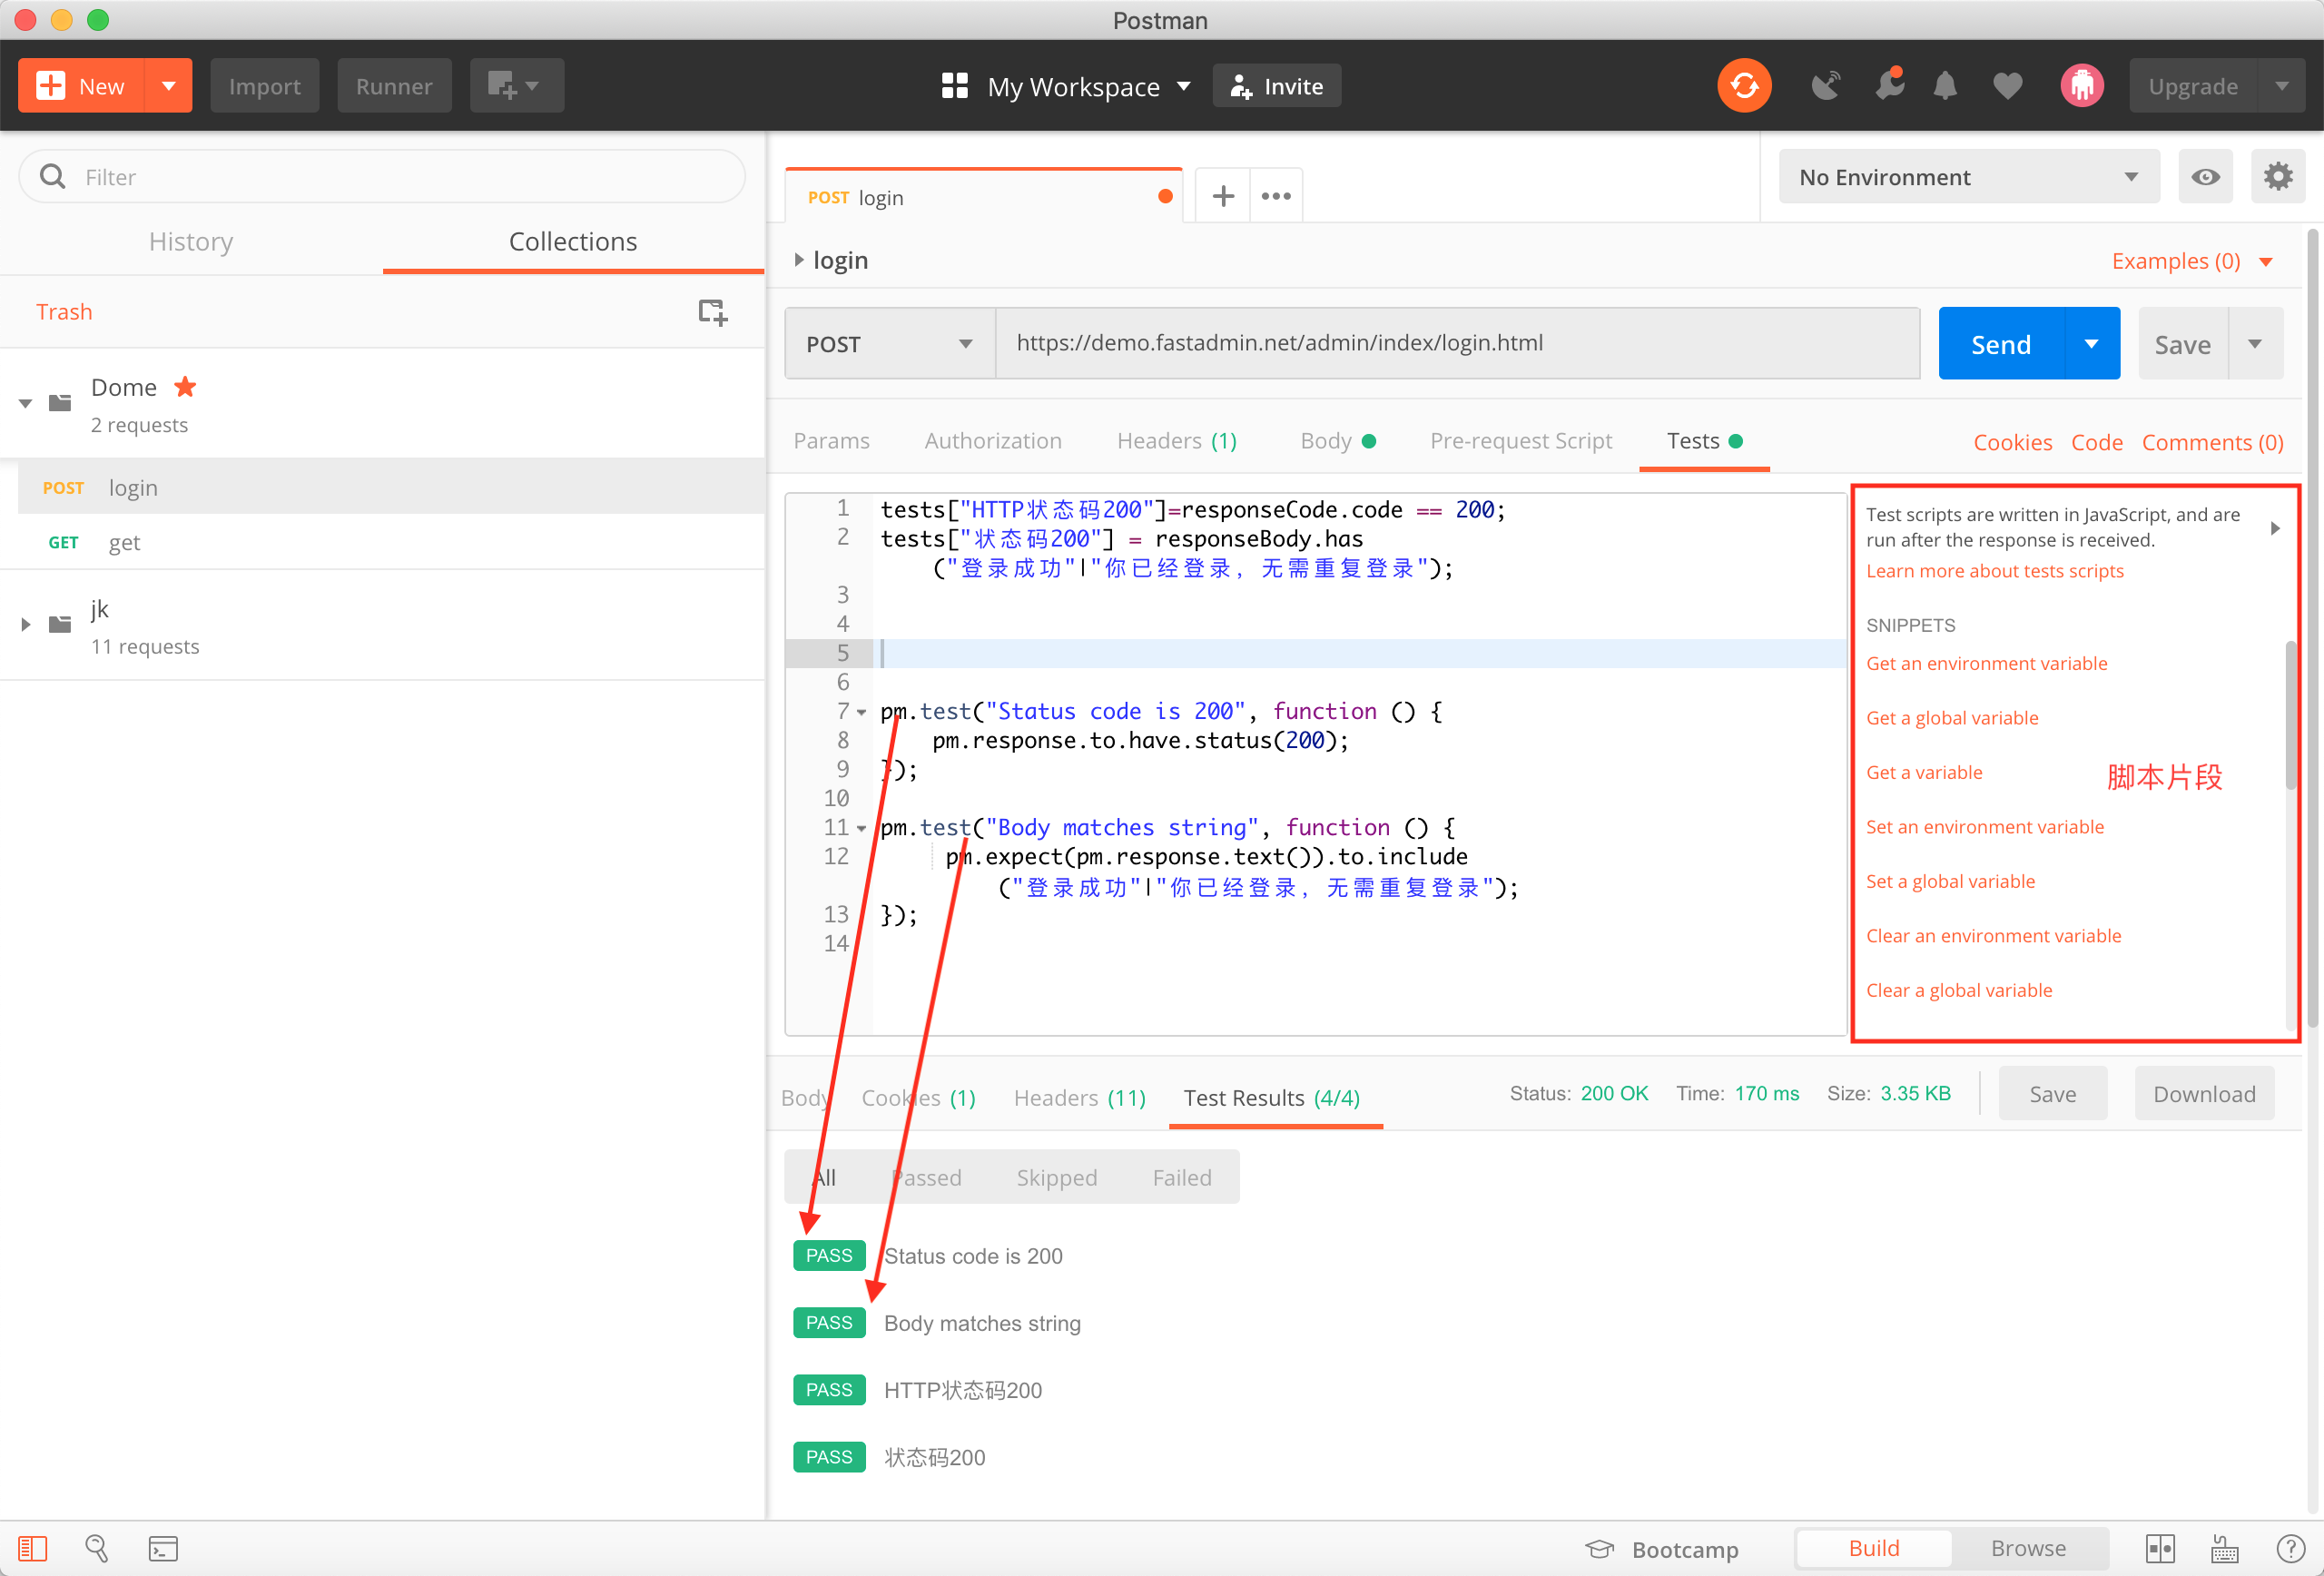 Postman
New
Import
Runner
My Workspace
Invite
Upgrade
Filter
History
Collections
Trash
Dome
2 requests
POST login
GET get
jk
11 requests
POST login
No Environment
login
Examples (0)
POST
https://demo.fastadmin.net/admin/index/login.html
Send
Save
Params
Authorization
Headers (1)
Body
Pre-request Script
Tests
Cookies
Code
Comments (0)
1 tests["HTTP状态码200"]=responseCode.code == 200;
2 tests["状态码200"] = responseBody.has
("登录成功"|"你已经登录, 无需重复登录");
3
4
5
6
7 pm.test("Status code is 200", function () {
8 pm.response.to.have.status(200);
9 });
10
11 pm.test("Body matches string", function () {
12 pm.expect(pm.response.text()).to.include
("登录成功"|"你已经登录, 无需重复登录");
13 });
14
Test scripts are written in JavaScript, and are
run after the response is received.
Learn more about tests scripts
SNIPPETS
Get an environment variable
Get a global variable
Get a variable
脚本片段
Set an environment variable
Set a global variable
Clear an environment variable
Clear a global variable
Body
Cookies (1)
Headers (11)
Test Results (4/4)
Status: 200 OK
Time: 170 ms
Size: 3.35 KB
Save
Download
All
Passed
Skipped
Failed
PASS Status code is 200
PASS Body matches string
PASS HTTP状态码200
PASS 状态码200
Bootcamp
Build
Browse